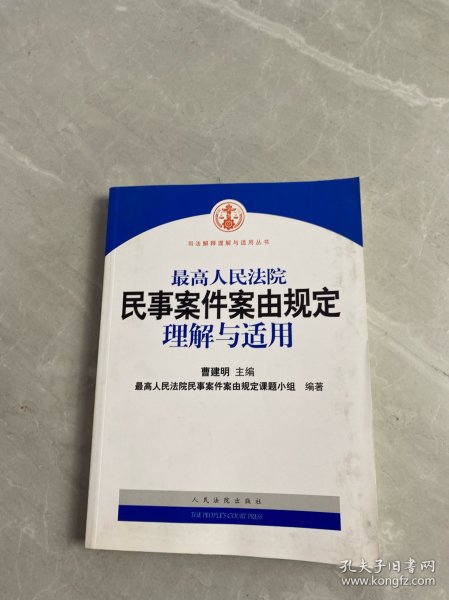 司法解释理解与适用丛书
最高人民法院
民事案件案由规定
理解与适用
曹建明 主编
最高人民法院民事案件案由规定课题小组 编著
人民法院出版社
THE PEOPLE'S COURT PRESS
孔夫子旧书网
www.kongfz.com